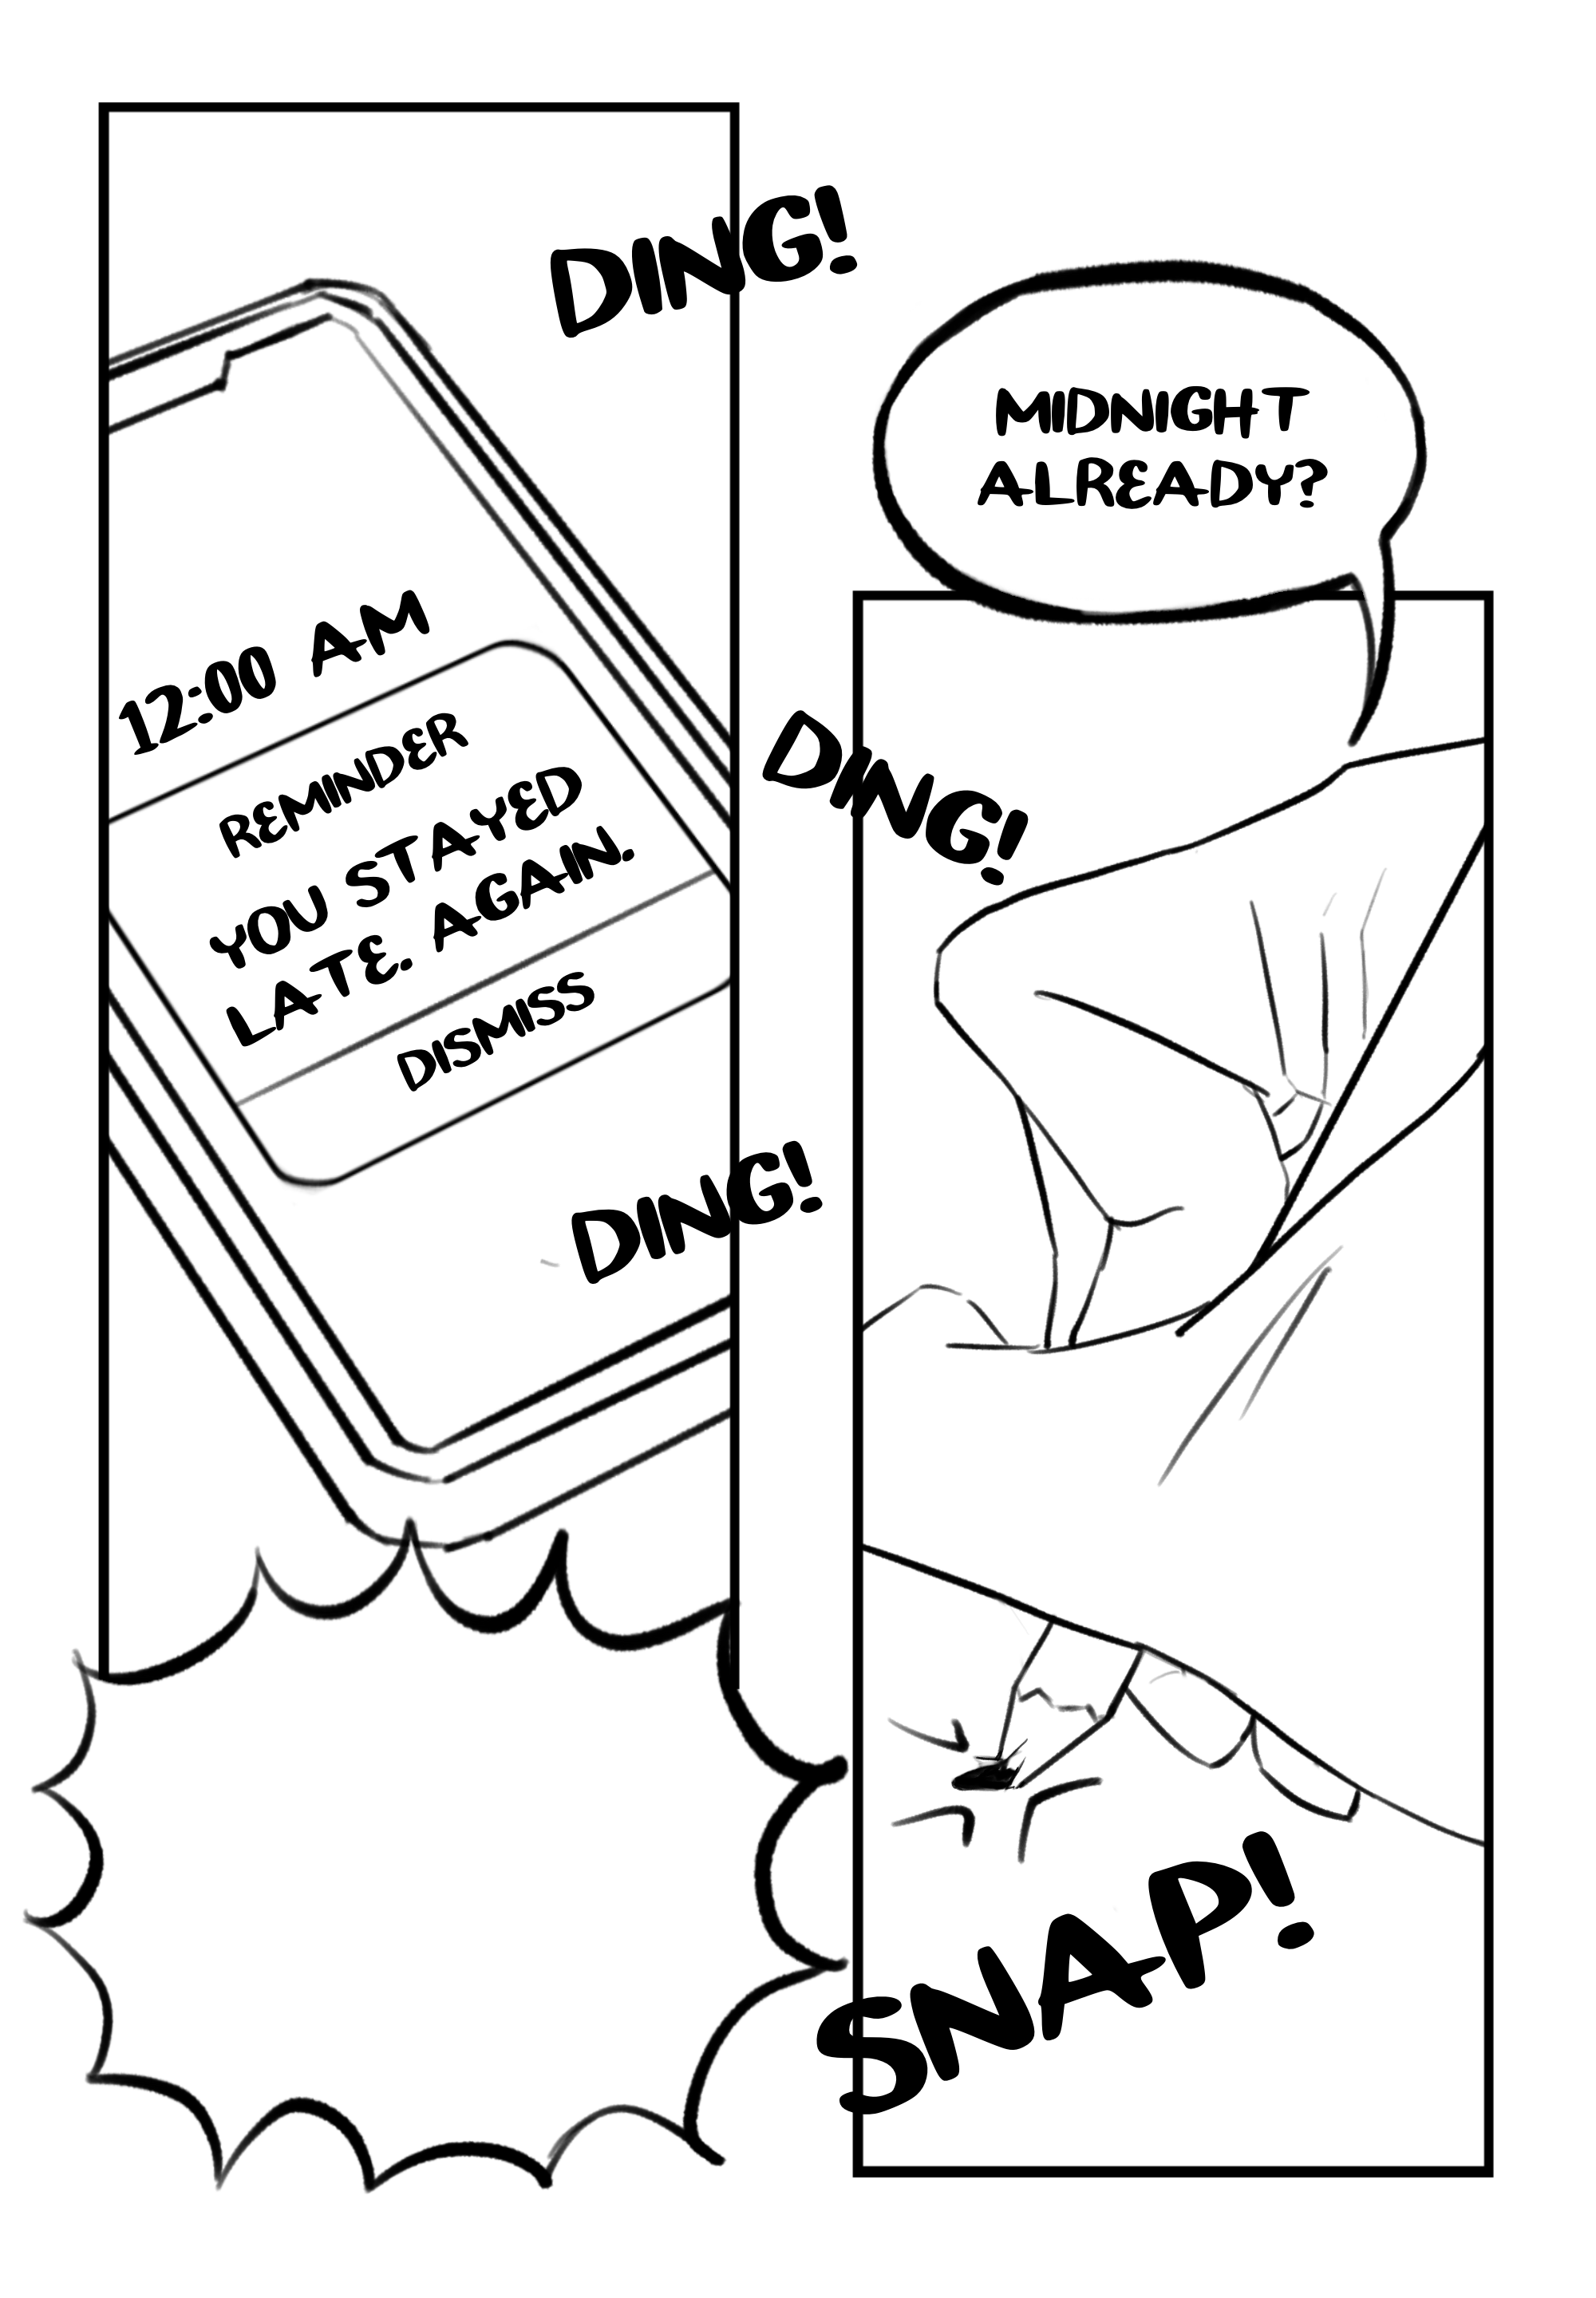 DING!
12:00 AM
REMINDER
YOU STAYED
LATE. AGAIN.
DISMISS
DING!
MIDNIGHT
ALREADY?
DING!
SNAP!